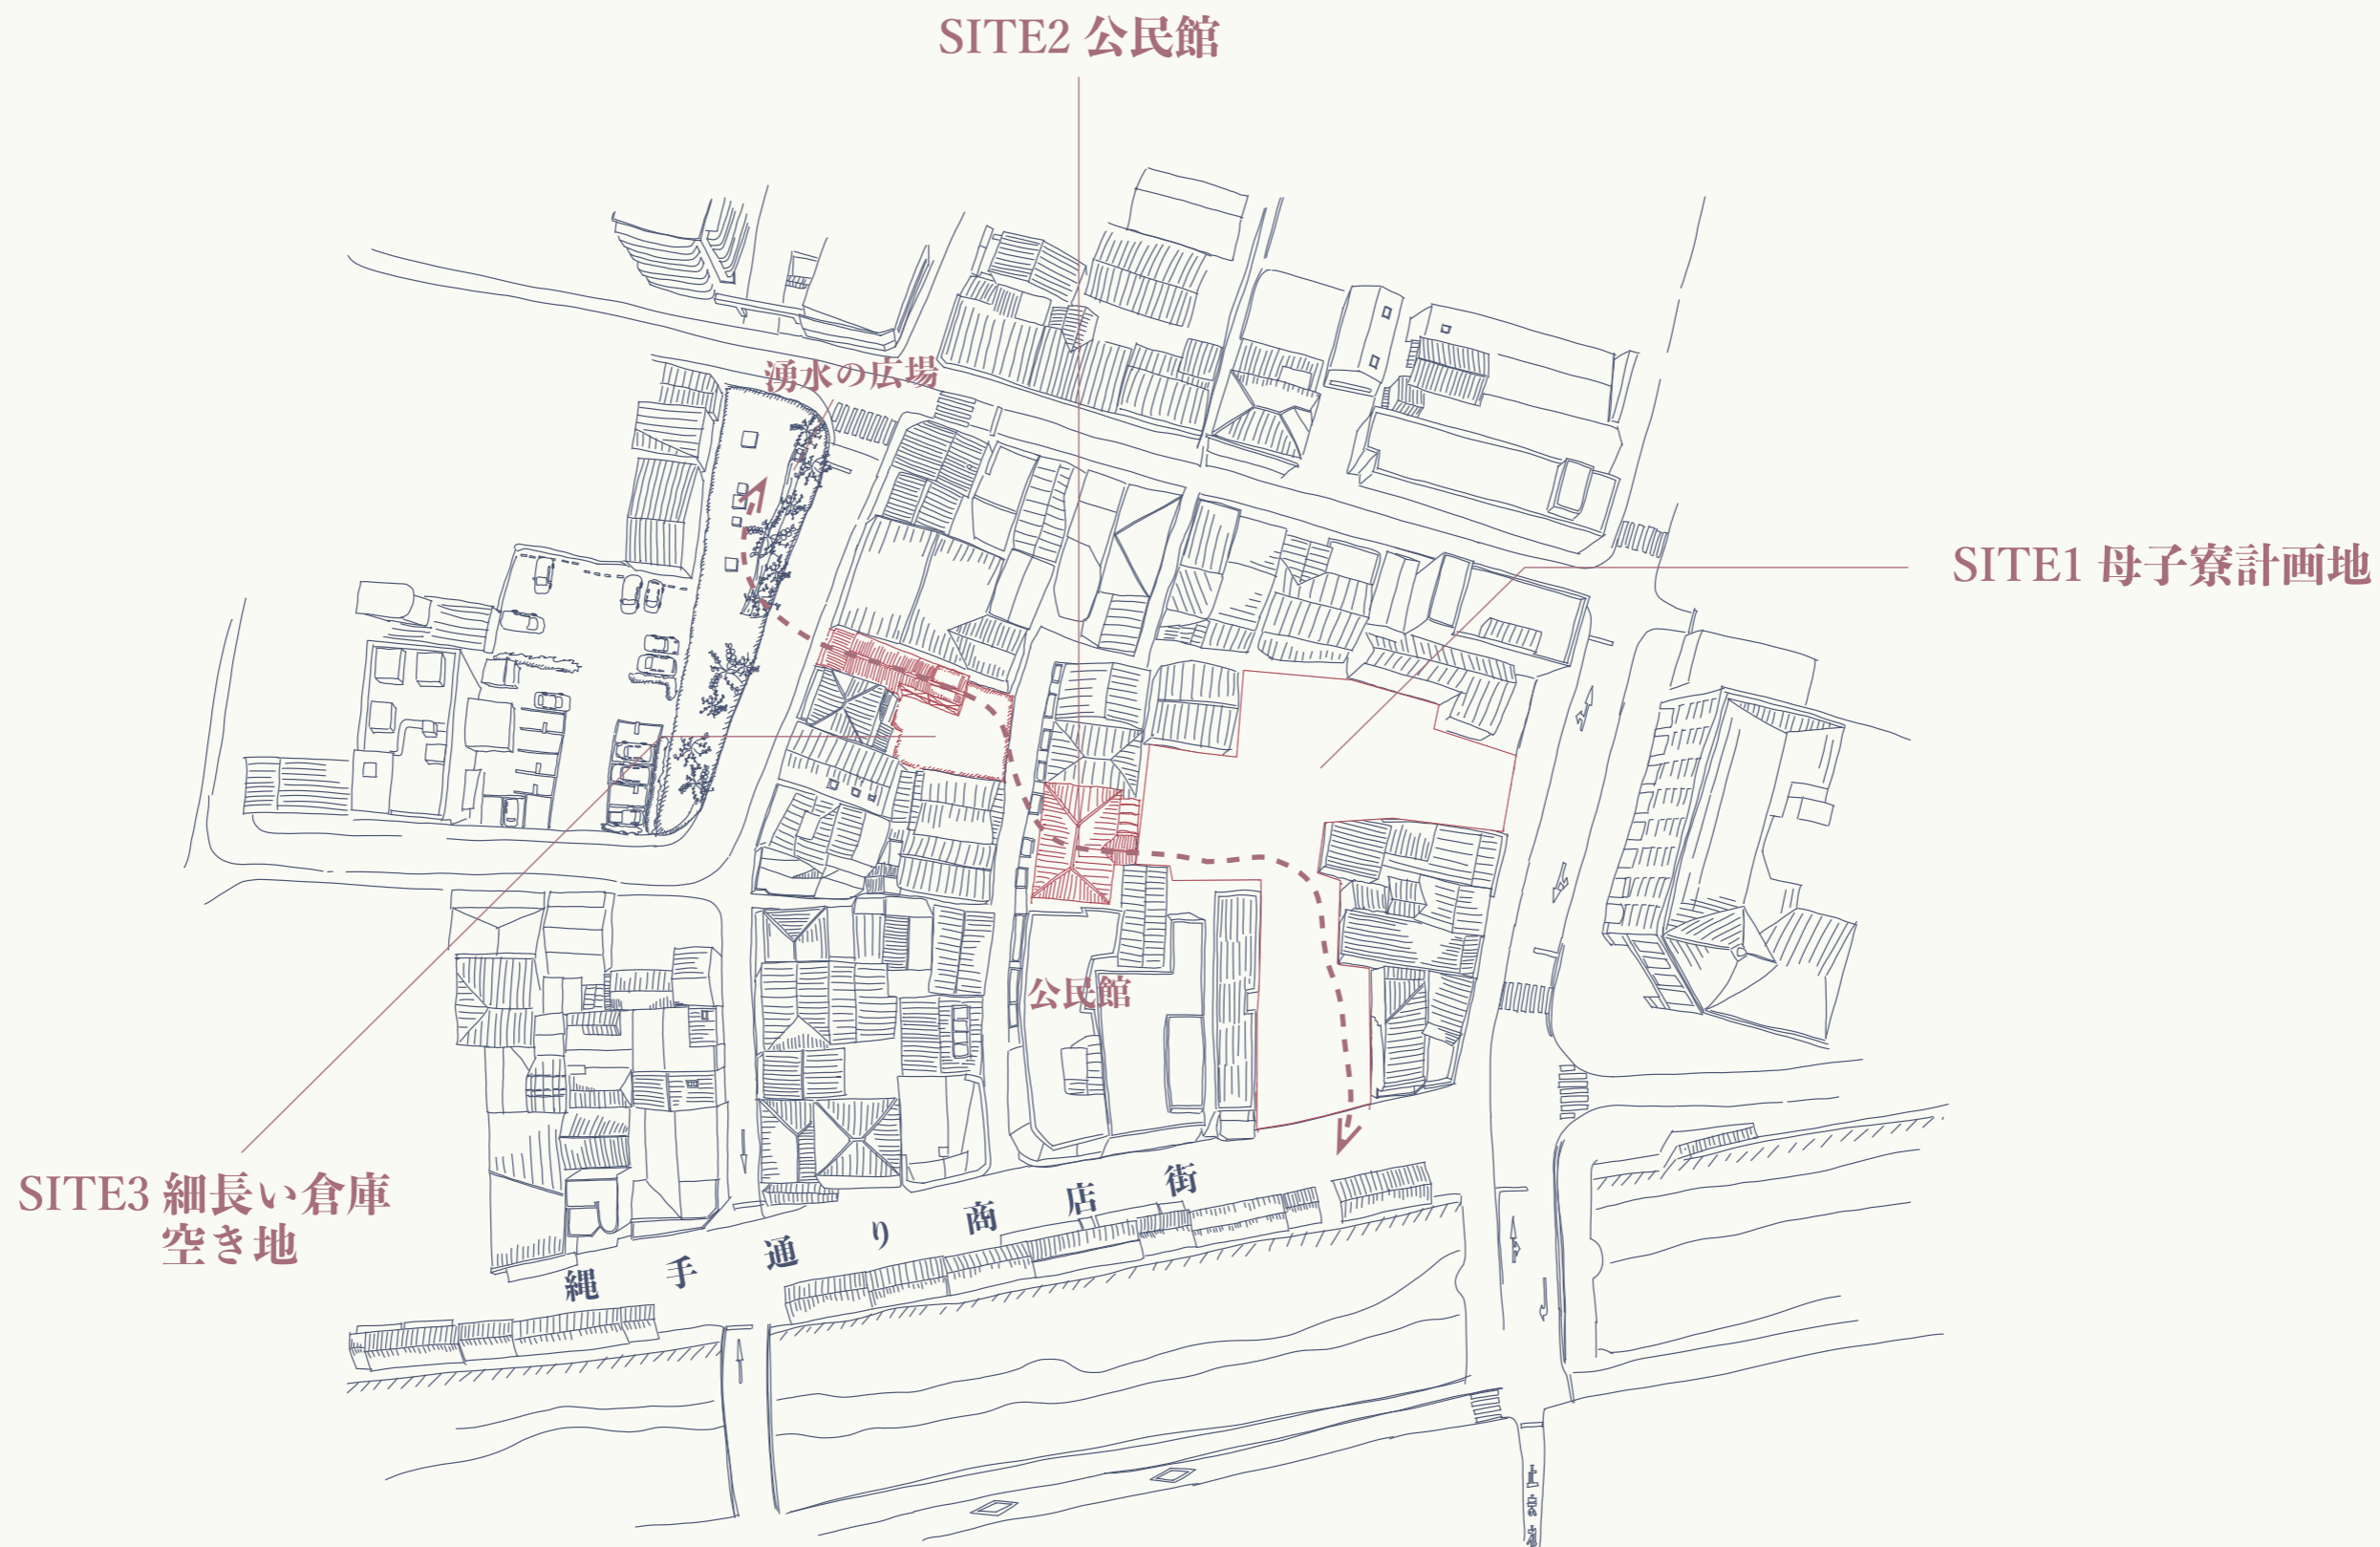 SITE2 公民館
湧水の広場
SITE1 母子寮計画地
公民館
SITE3 細長い倉庫
空き地
縄手通り商店街